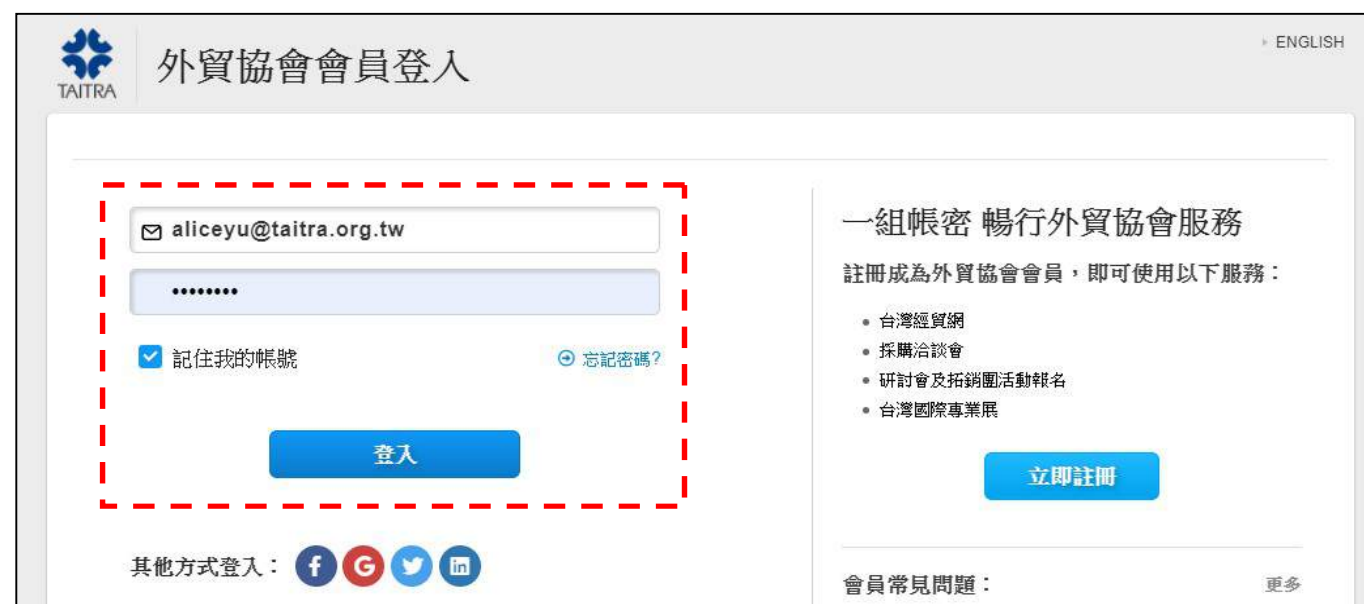 TAITRA
外貿協會會員登入
ENGLISH
aliceyu@taitra.org.tw
••••••••
記住我的帳號
忘記密碼?
登入
其他方式登入：
一組帳密 暢行外貿協會服務
註冊成為外貿協會會員，即可使用以下服務：
• 台灣經貿網
• 採購洽談會
• 研討會及拓銷團活動報名
• 台灣國際專業展
立即註冊
會員常見問題：
更多